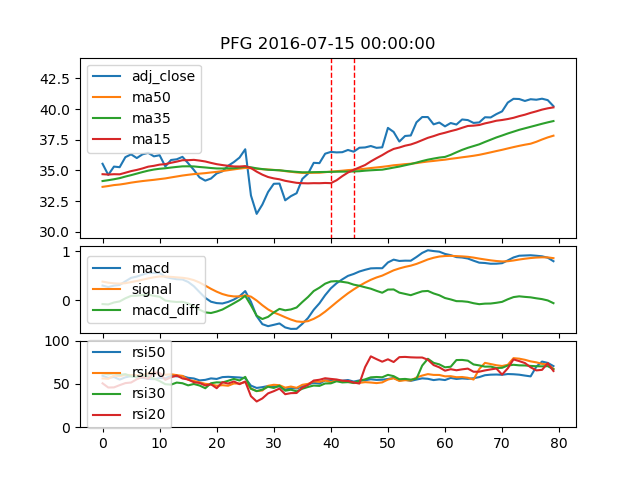 PFG 2016-07-15 00:00:00
42.5
40.0
37.5
35.0
32.5
30.0
adj_close
ma50
ma35
ma15
1
0
macd
signal
macd_diff
100
50
0
rsi50
rsi40
rsi30
rsi20
0 10 20 30 40 50 60 70 80